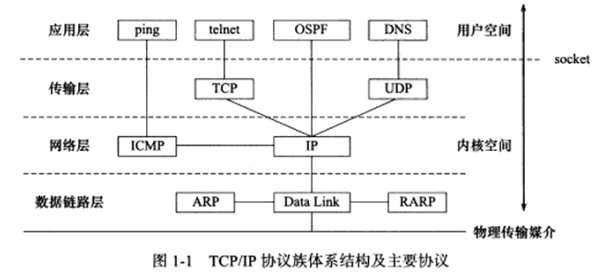 应用层 ping telnet OSPF DNS 用户空间
socket
传输层 TCP UDP
网络层 ICMP IP 内核空间
数据链路层 ARP Data Link RARP
物理传输媒介
图 1-1 TCP/IP 协议族体系结构及主要协议